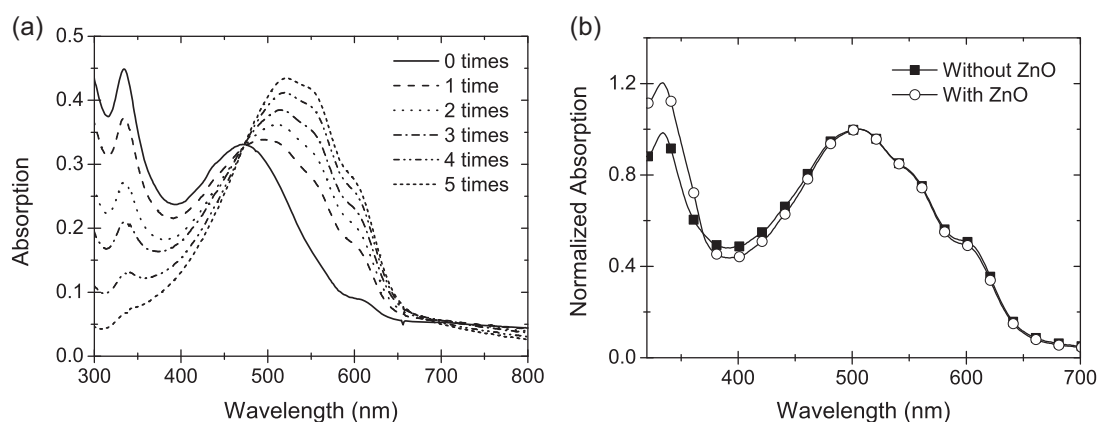 (a)
0.5
0.4
0.3
0.2
0.1
0.0
Absorption
0 times
1 time
2 times
3 times
4 times
5 times
300 400 500 600 700 800
Wavelength (nm)
(b)
1.2
0.8
0.4
0.0
Normalized Absorption
Without ZnO
With ZnO
400 500 600 700
Wavelength (nm)